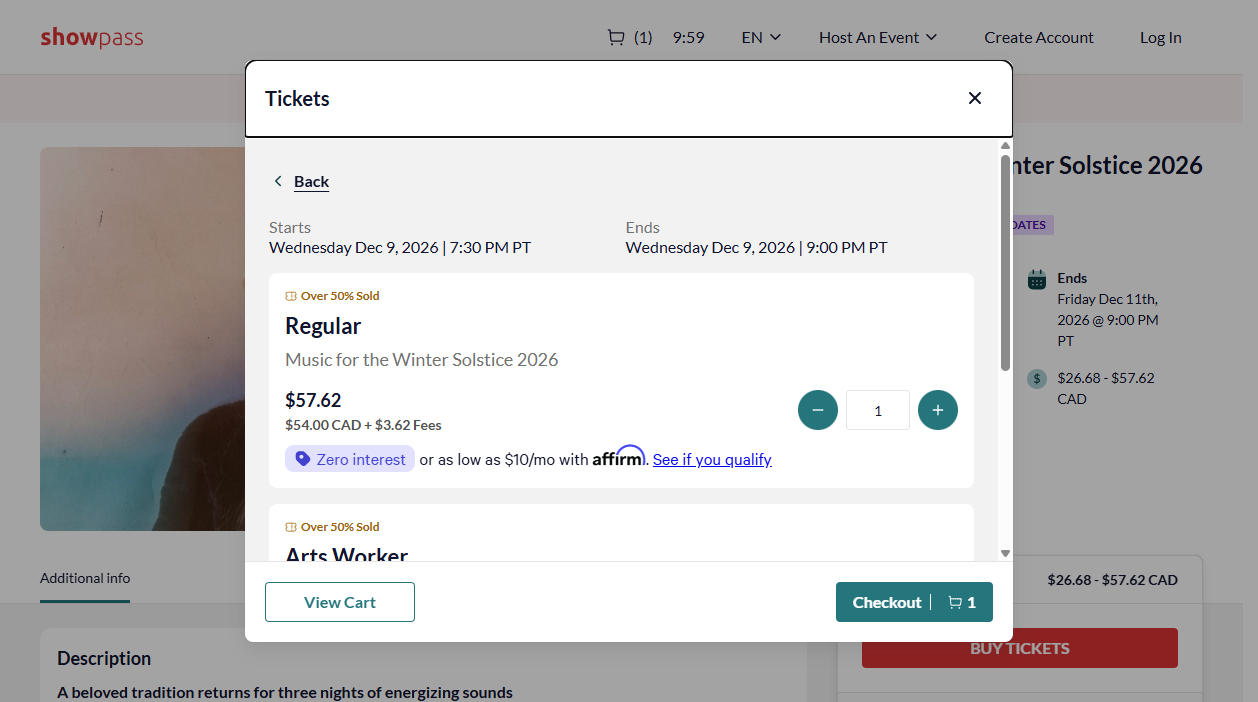 showpass
(1) 9:59 EN Host An Event Create Account Log In
Tickets
Back
Starts
Wednesday Dec 9, 2026 | 7:30 PM PT
Ends
Wednesday Dec 9, 2026 | 9:00 PM PT
Over 50% Sold
Regular
Music for the Winter Solstice 2026
$57.62
$54.00 CAD + $3.62 Fees
1
Zero interest or as low as $10/mo with affirm. See if you qualify
Over 50% Sold
Arts Worker
View Cart
Checkout | 1
nter Solstice 2026
DATES
Ends
Friday Dec 11th,
2026 @ 9:00 PM
PT
$
$26.68 - $57.62
CAD
Additional info
$26.68 - $57.62 CAD
BUY TICKETS
Description
A beloved tradition returns for three nights of energizing sounds